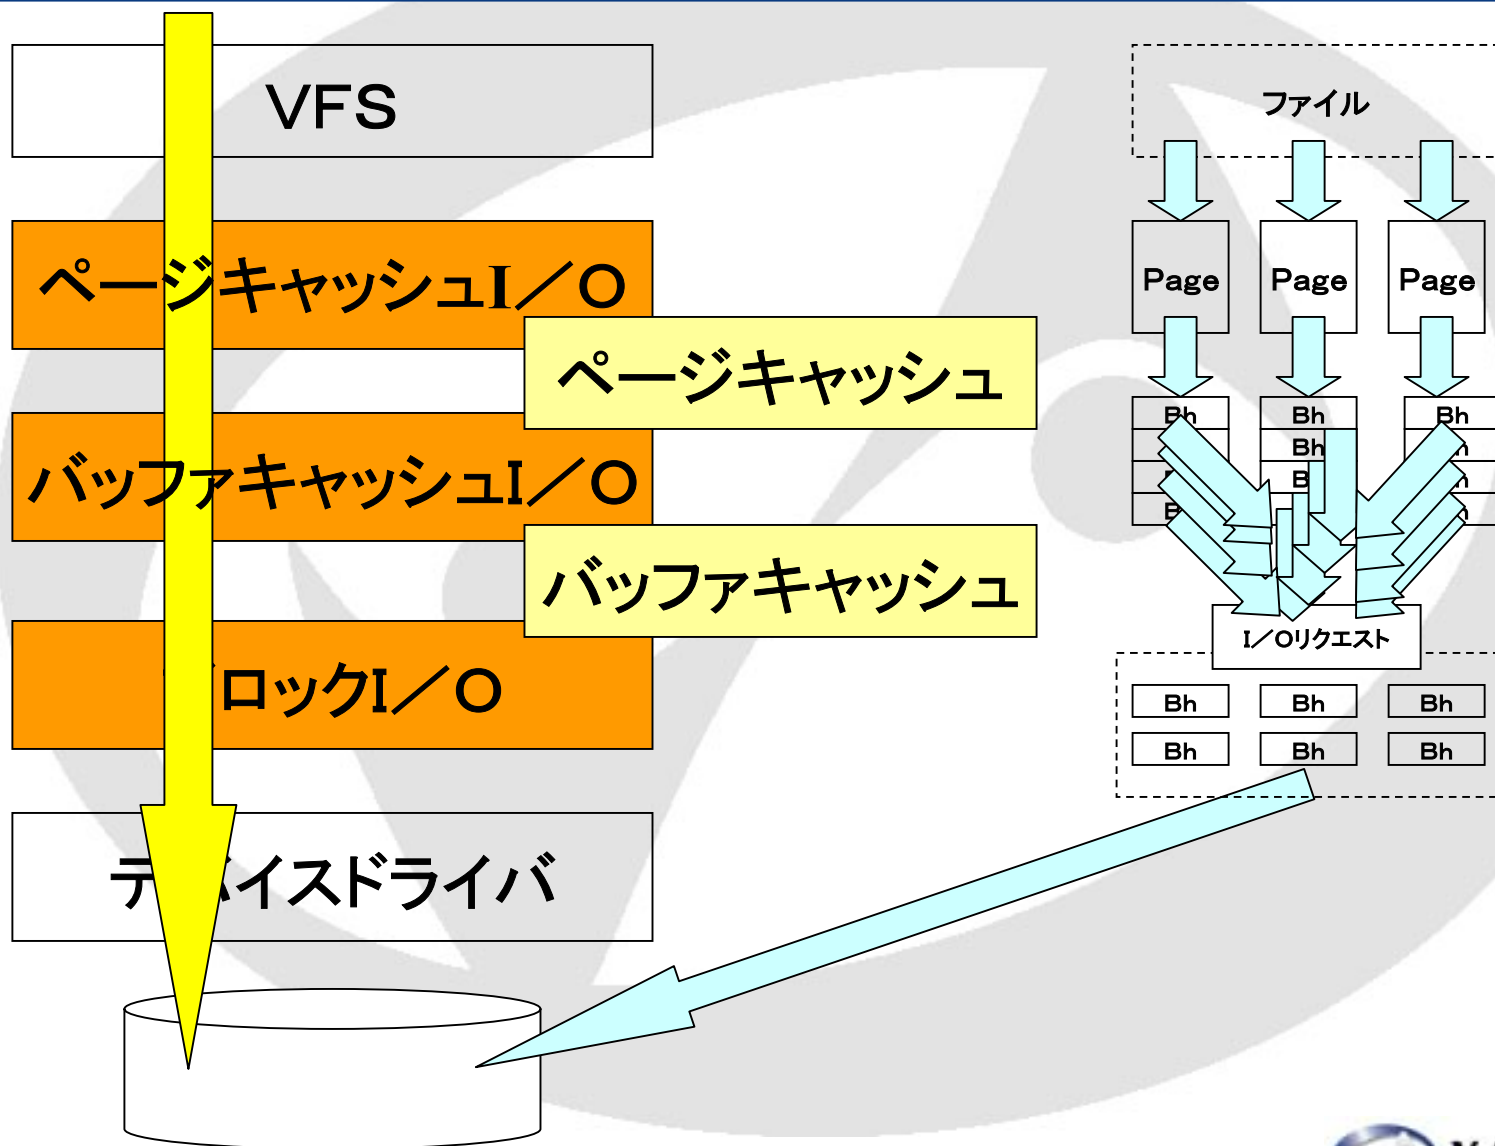 VFS
ページキャッシュI／O
ページキャッシュ
バッファキャッシュI／O
バッファキャッシュ
ロックI／O
デバイスドライバ
ファイル
Page Page Page
Bh Bh Bh
Bh
I／Oリクエスト
Bh Bh Bh
Bh Bh Bh